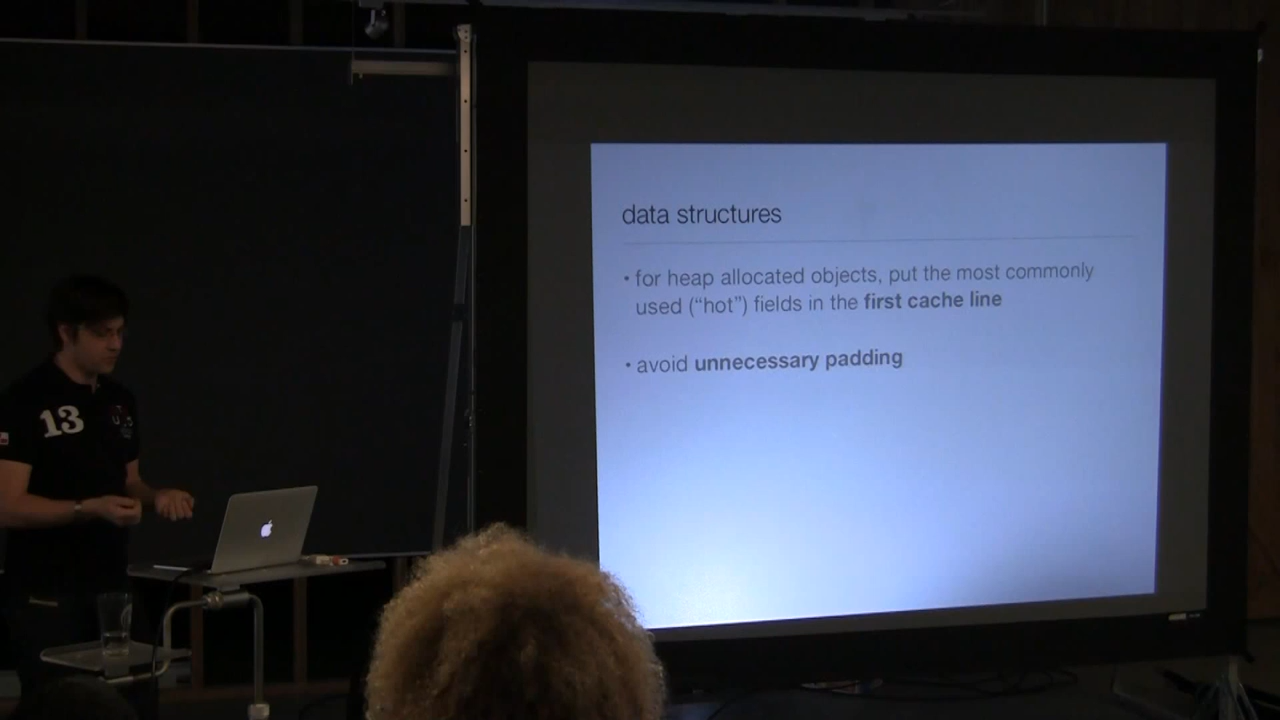 data structures
• for heap allocated objects, put the most commonly
used (“hot”) fields in the first cache line
• avoid unnecessary padding
13